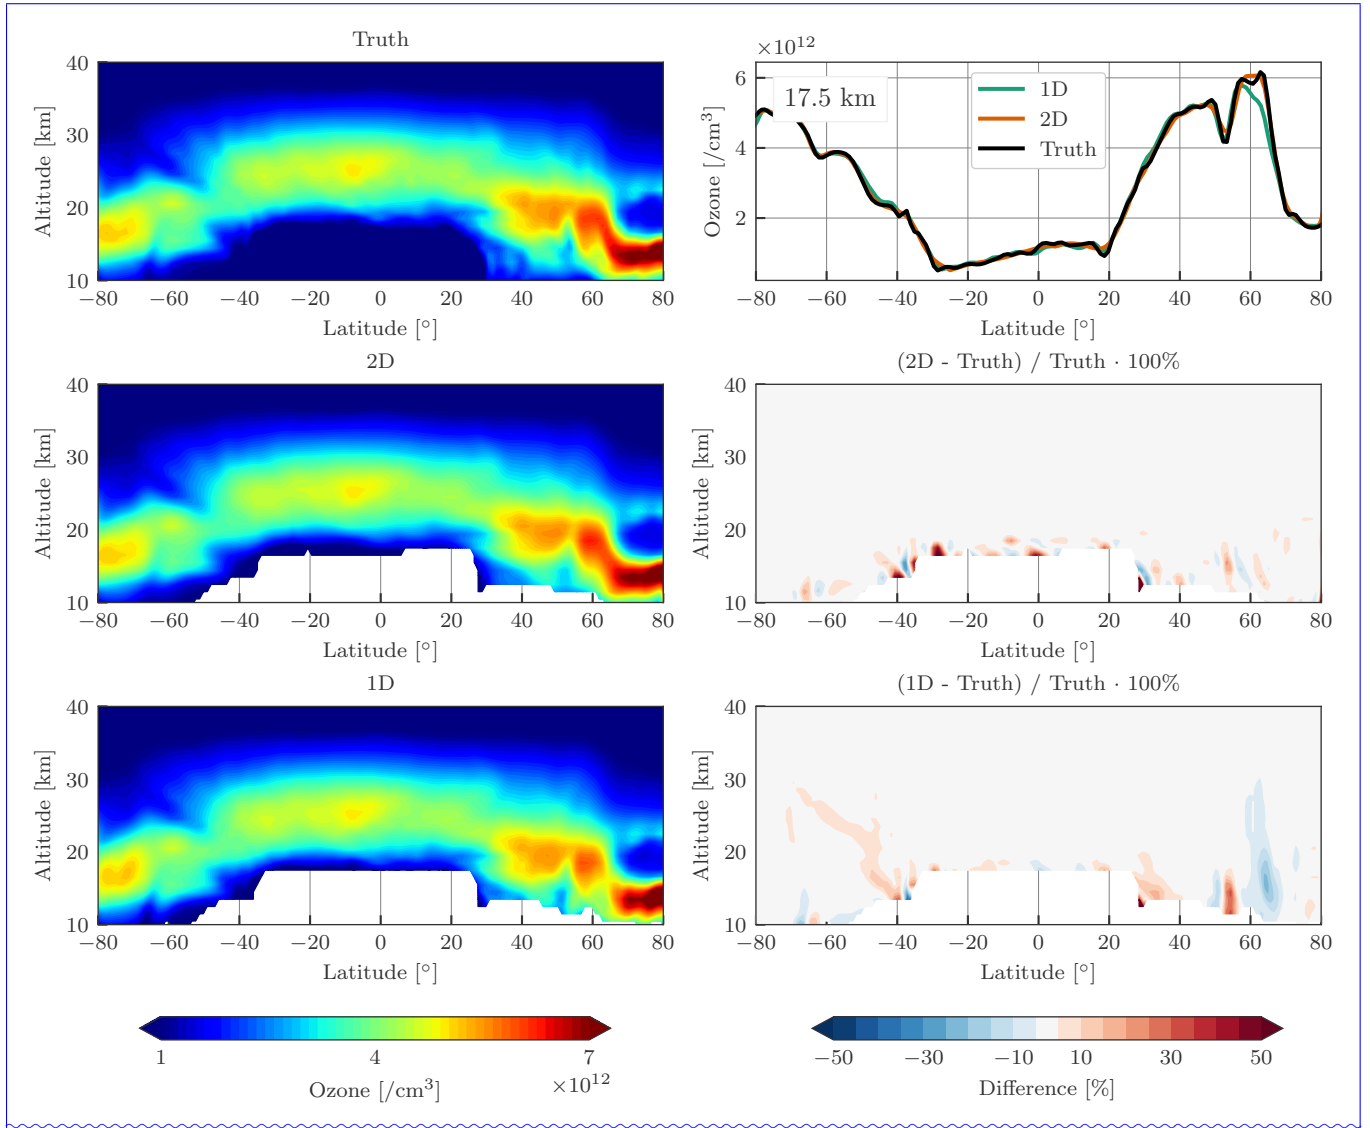 Truth
Altitude [km]
40
30
20
10
−80 −60 −40 −20 0 20 40 60 80
Latitude [°]
×10¹²
Ozone [/cm³]
6
4
2
17.5 km
1D
2D
Truth
−80 −60 −40 −20 0 20 40 60 80
Latitude [°]
2D
Altitude [km]
40
30
20
10
−80 −60 −40 −20 0 20 40 60 80
Latitude [°]
(2D - Truth) / Truth · 100%
Altitude [km]
40
30
20
10
−80 −60 −40 −20 0 20 40 60 80
Latitude [°]
1D
Altitude [km]
40
30
20
10
−80 −60 −40 −20 0 20 40 60 80
Latitude [°]
(1D - Truth) / Truth · 100%
Altitude [km]
40
30
20
10
−80 −60 −40 −20 0 20 40 60 80
Latitude [°]
1 4 7
×10¹²
Ozone [/cm³]
−50 −30 −10 10 30 50
Difference [%]